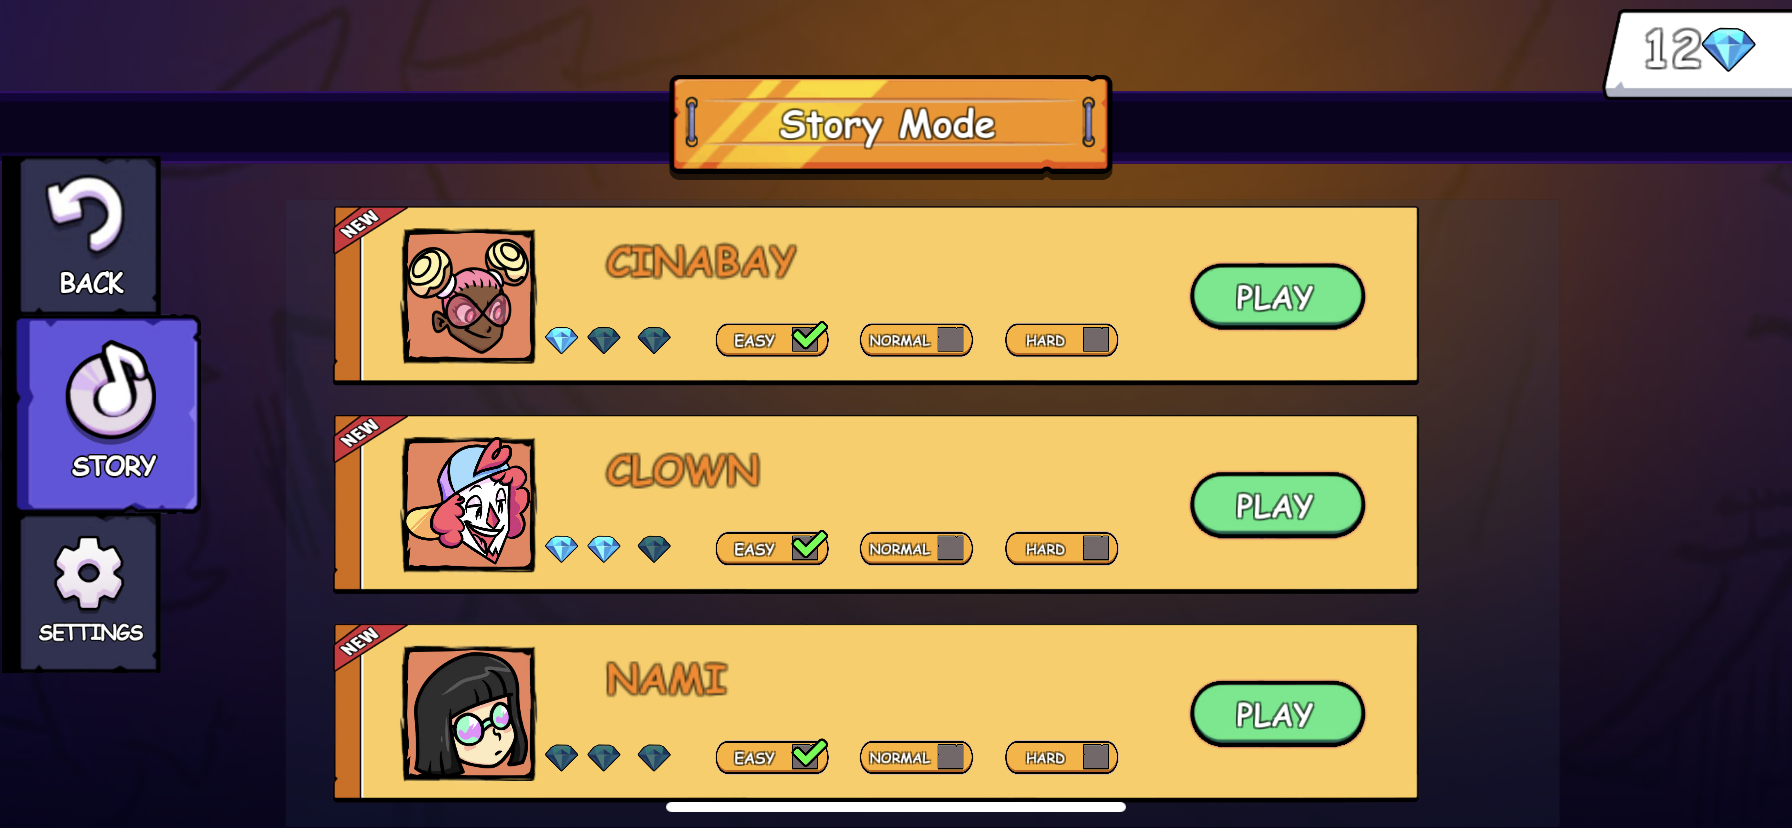 12
Story Mode
BACK
STORY
SETTINGS
NEW
CINABAY
EASY NORMAL HARD
PLAY
NEW
CLOWN
EASY NORMAL HARD
PLAY
NEW
NAMI
EASY NORMAL HARD
PLAY